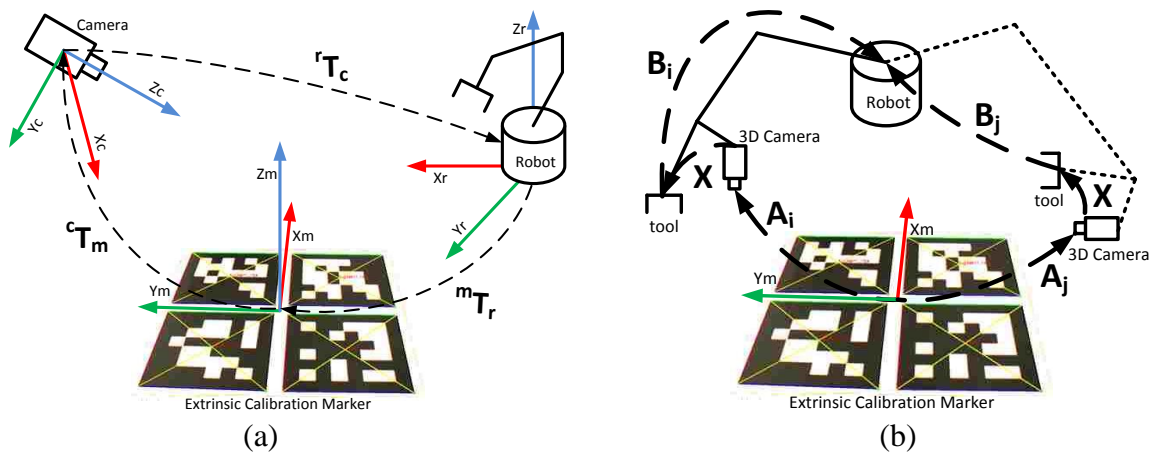 Camera
Zc
Yc
Xc
ʳTc
Zr
Robot
Xr
Yr
ᶜTm
Zm
Xm
Ym
ᵐTr
Extrinsic Calibration Marker
(a)
Bi
Robot
Bj
3D Camera
X
tool
Ai
Xm
Ym
tool
X
3D Camera
Aj
Extrinsic Calibration Marker
(b)